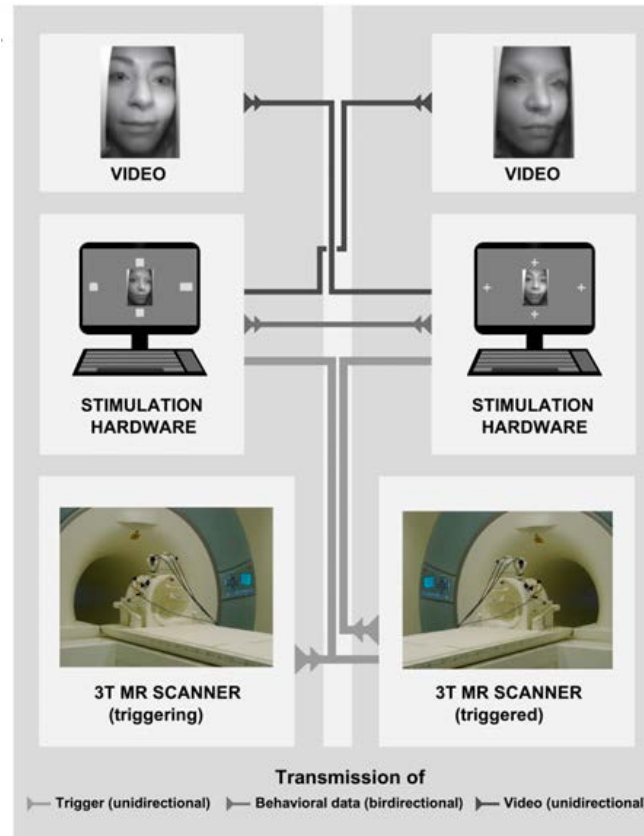 VIDEO
VIDEO
STIMULATION
HARDWARE
STIMULATION
HARDWARE
3T MR SCANNER
(triggering)
3T MR SCANNER
(triggered)
Transmission of
Trigger (unidirectional)
Behavioral data (birdirectional)
Video (unidirectional